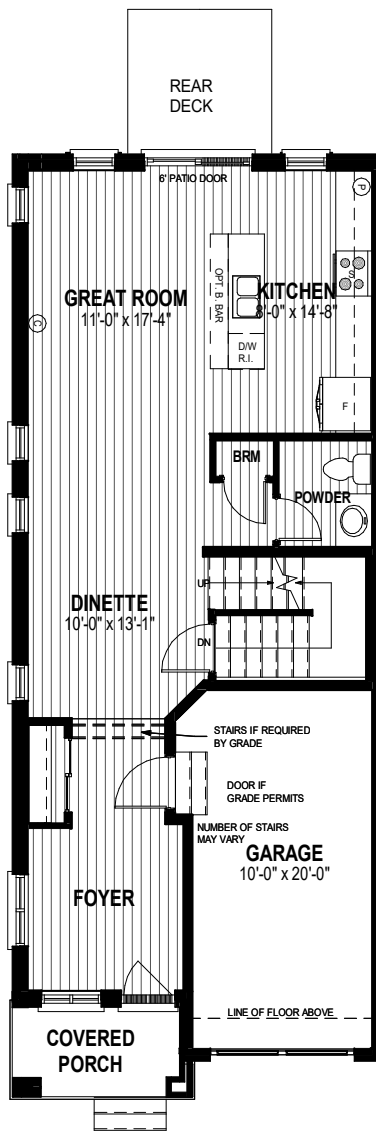 REAR
DECK
6' PATIO DOOR
P
GREAT ROOM
11'-0" x 17'-4"
OPT. B. BAR
KITCHEN
8'-0" x 14'-8"
S
C
D/W
R.I.
F
BRM
POWDER
UP
DINETTE
10'-0" x 13'-1"
DN
STAIRS IF REQUIRED
BY GRADE
DOOR IF
GRADE PERMITS
NUMBER OF STAIRS
MAY VARY
GARAGE
10'-0" x 20'-0"
FOYER
LINE OF FLOOR ABOVE
COVERED
PORCH